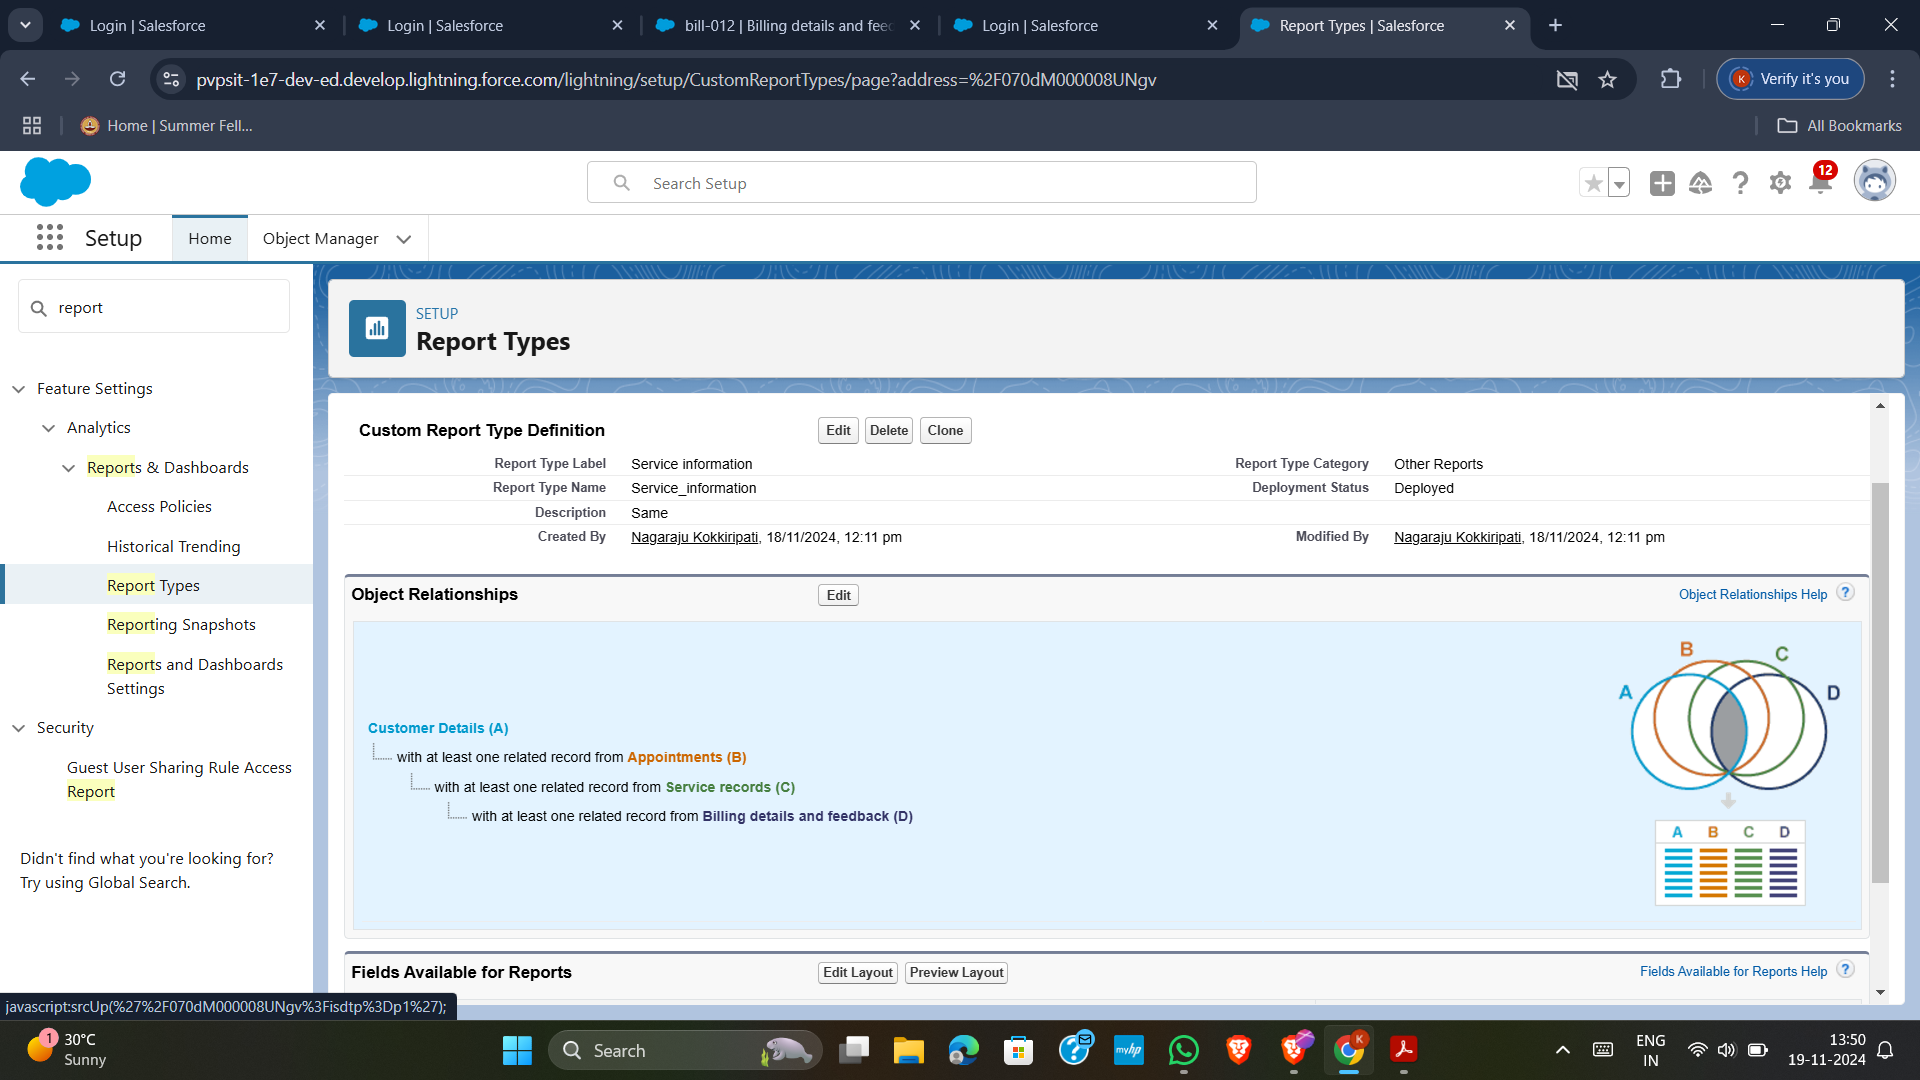 Login | Salesforce
Login | Salesforce
bill-012 | Billing details and fee
Login | Salesforce
Report Types | Salesforce
pvpsit-1e7-dev-ed.develop.lightning.force.com/lightning/setup/CustomReportTypes/page?address=%2F070dM000008UNgv
K Verify it's you
Home | Summer Fell...
All Bookmarks
Search Setup
12
Setup
Home
Object Manager
report
SETUP
Report Types
Feature Settings
Analytics
Reports & Dashboards
Access Policies
Historical Trending
Report Types
Reporting Snapshots
Reports and Dashboards
Settings
Security
Guest User Sharing Rule Access
Report
Didn't find what you're looking for?
Try using Global Search.
Custom Report Type Definition
Edit
Delete
Clone
Report Type Label Service information
Report Type Category Other Reports
Report Type Name Service_information
Deployment Status Deployed
Description Same
Created By Nagaraju Kokkiripati, 18/11/2024, 12:11 pm
Modified By Nagaraju Kokkiripati, 18/11/2024, 12:11 pm
Object Relationships
Edit
Object Relationships Help ?
Customer Details (A)
with at least one related record from Appointments (B)
with at least one related record from Service records (C)
with at least one related record from Billing details and feedback (D)
B
C
A
D
A B C D
Fields Available for Reports
Edit Layout
Preview Layout
Fields Available for Reports Help ?
javascript:srcUp(%27%2F070dM000008UNgv%3Fisdtp%3Dp1%27);
1
30°C
Sunny
Search
myhp
K
ENG
IN
13:50
19-11-2024